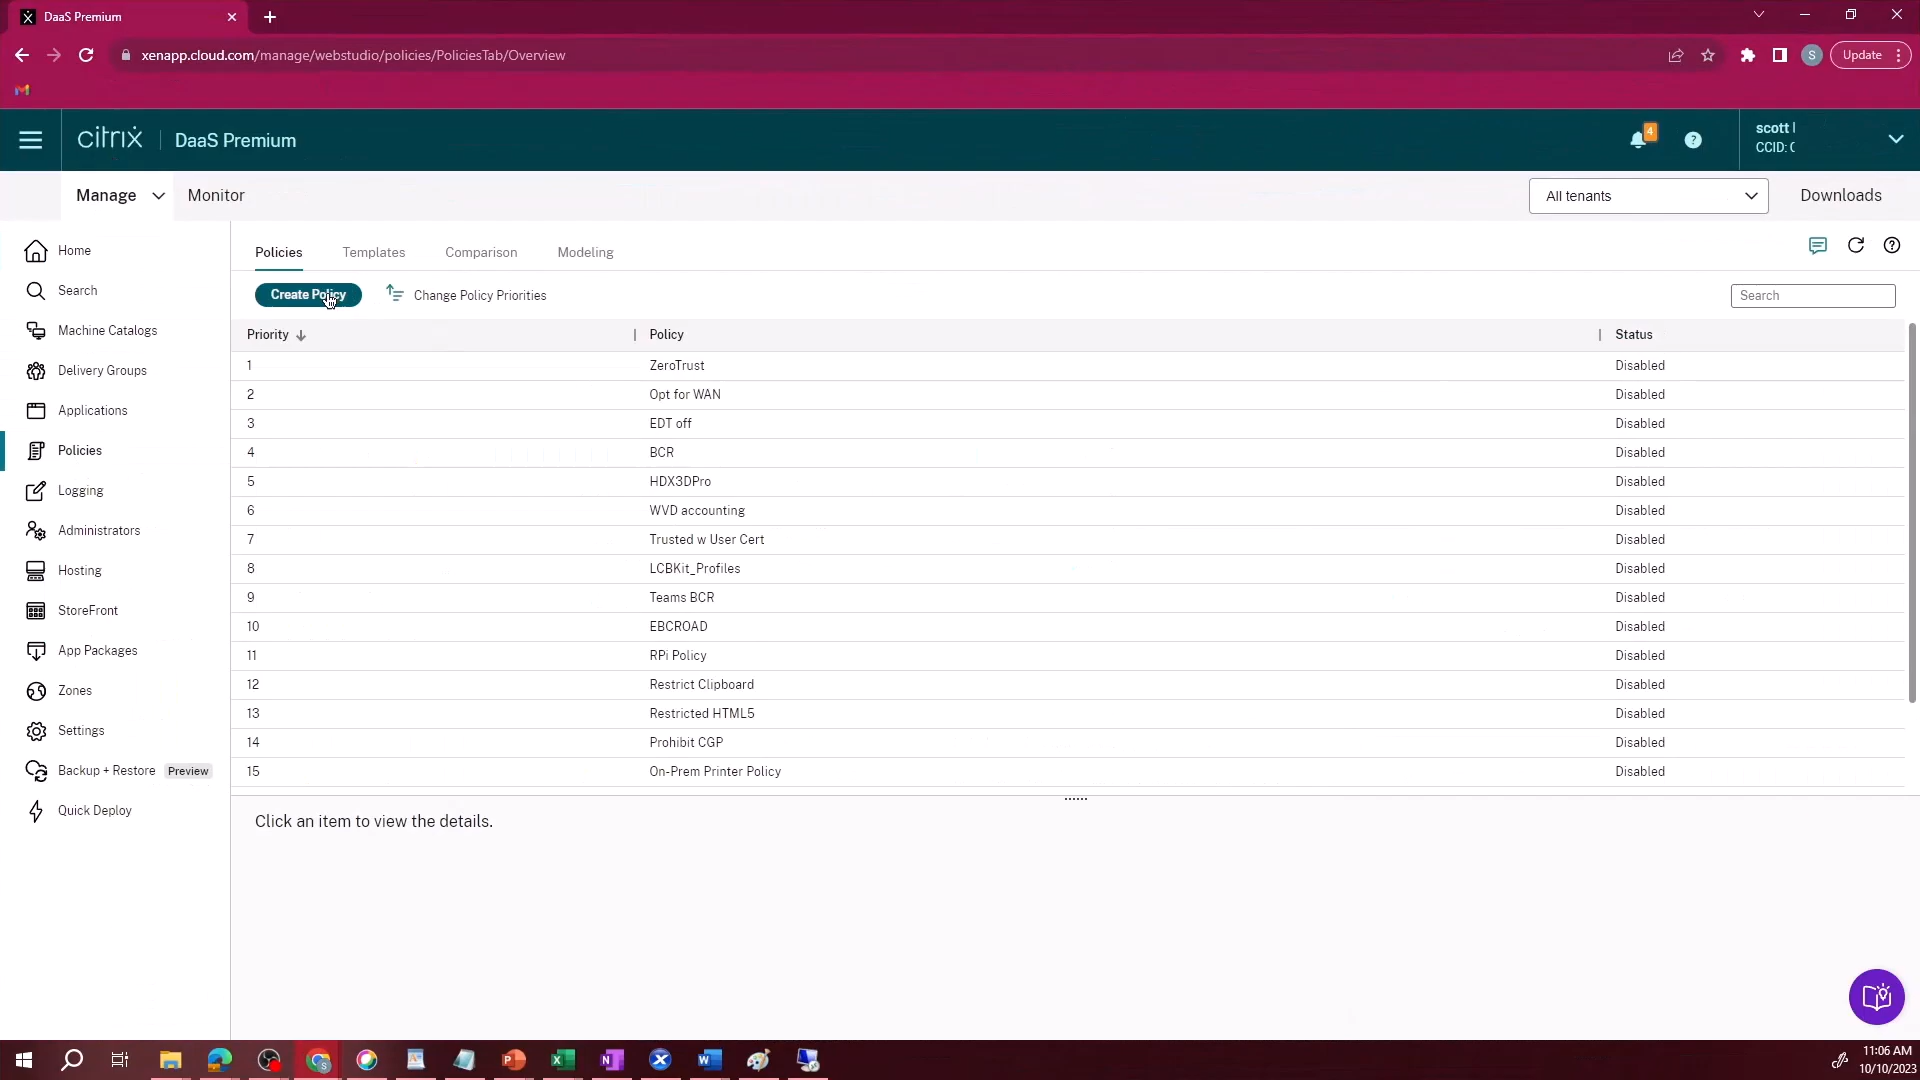 DaaS Premium
xenapp.cloud.com/manage/webstudio/policies/PoliciesTab/Overview
S
Update
citrix
DaaS Premium
4
?
scott
CCID:
Manage
Monitor
All tenants
Downloads
Home
Search
Machine Catalogs
Delivery Groups
Applications
Policies
Logging
Administrators
Hosting
StoreFront
App Packages
Zones
Settings
Backup + Restore Preview
Quick Deploy
Policies Templates Comparison Modeling
Create Policy Change Policy Priorities
Search
Priority Policy Status
1 ZeroTrust Disabled
2 Opt for WAN Disabled
3 EDT off Disabled
4 BCR Disabled
5 HDX3DPro Disabled
6 WVD accounting Disabled
7 Trusted w User Cert Disabled
8 LCBKit_Profiles Disabled
9 Teams BCR Disabled
10 EBCROAD Disabled
11 RPi Policy Disabled
12 Restrict Clipboard Disabled
13 Restricted HTML5 Disabled
14 Prohibit CGP Disabled
15 On-Prem Printer Policy Disabled
Click an item to view the details.
11:06 AM
10/10/2023